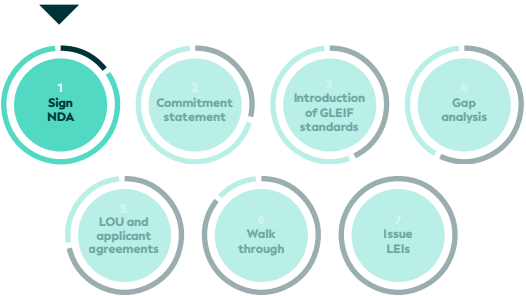 1
Sign
NDA
2
Commitment
statement
3
Introduction
of GLEIF
standards
4
Gap
analysis
5
LOU and
applicant
agreements
6
Walk
through
7
Issue
LEIs